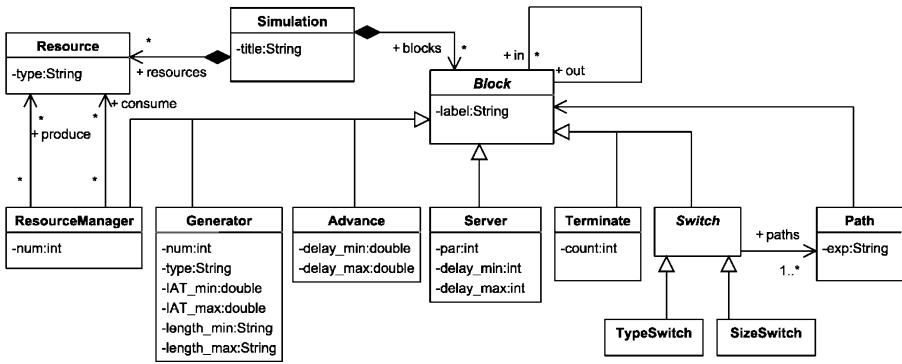 Simulation
-title:String
Resource
-type:String
*
+ resources
+ blocks
*
+ in
*
+ out
Block
-label:String
*
+ produce
*
+ consume
*
*
ResourceManager
-num:int
Generator
-num:int
-type:String
-IAT_min:double
-IAT_max:double
-length_min:String
-length_max:String
Advance
-delay_min:double
-delay_max:double
Server
-par:int
-delay_min:int
-delay_max:int
Terminate
-count:int
Switch
+ paths
1..*
Path
-exp:String
TypeSwitch
SizeSwitch